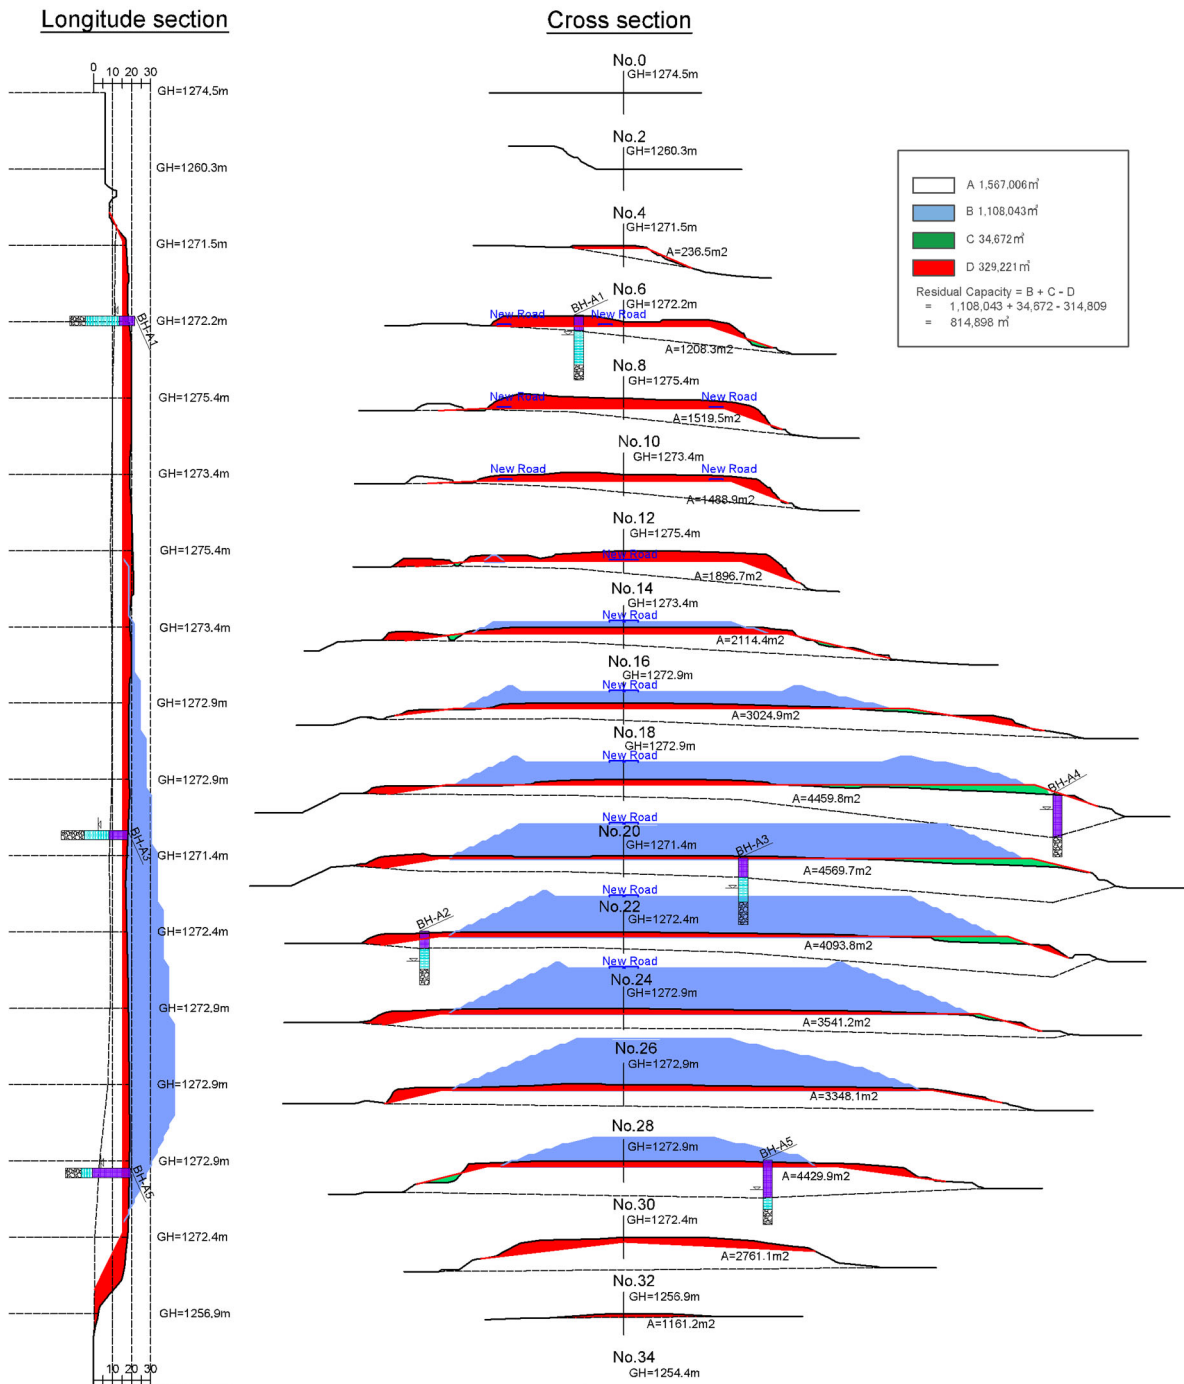 Longitude section
Cross section
0 10 20 30
GH=1274.5m
GH=1260.3m
GH=1271.5m
GH=1272.2m
BH-A1
GH=1275.4m
GH=1273.4m
GH=1275.4m
GH=1273.4m
GH=1272.9m
GH=1272.9m
BH-A3
GH=1271.4m
GH=1272.4m
GH=1272.9m
GH=1272.9m
GH=1272.9m
BH-A5
GH=1272.4m
GH=1256.9m
10 20 30
No.0
GH=1274.5m
No.2
GH=1260.3m
No.4
GH=1271.5m
A=236.5m2
No.6
GH=1272.2m
BH-A1
New Road New Road
A=1208.3m2
No.8
GH=1275.4m
New Road New Road
A=1519.5m2
No.10
GH=1273.4m
New Road New Road
A=1488.9m2
No.12
GH=1275.4m
New Road
A=1896.7m2
No.14
GH=1273.4m
New Road
A=2114.4m2
No.16
GH=1272.9m
New Road
A=3024.9m2
No.18
GH=1272.9m
New Road
BH-A4
A=4459.8m2
New Road
No.20
GH=1271.4m
BH-A3
A=4569.7m2
New Road
No.22
GH=1272.4m
BH-A2
A=4093.8m2
New Road
No.24
GH=1272.9m
A=3541.2m2
No.26
GH=1272.9m
A=3348.1m2
No.28
GH=1272.9m
BH-A5
A=4429.9m2
No.30
GH=1272.4m
A=2761.1m2
No.32
GH=1256.9m
A=1161.2m2
No.34
GH=1254.4m
A 1,567,006㎥
B 1,108,043㎥
C 34,672㎥
D 329,221㎥
Residual Capacity = B + C - D
= 1,108,043 + 34,672 - 314,809
= 814,898 ㎥